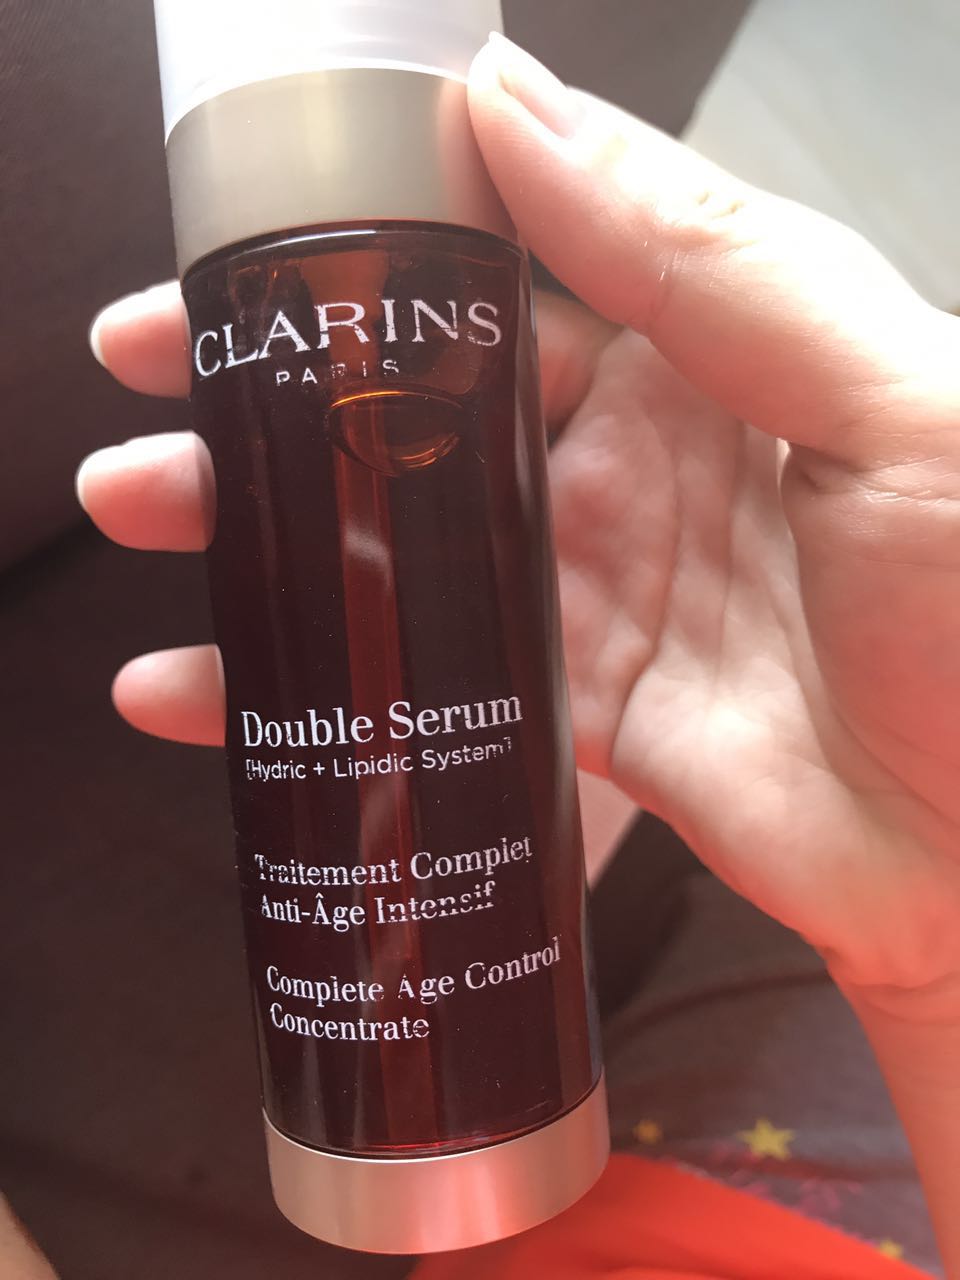 CLARINS
PARIS
Double Serum
[Hydric + Lipidic System]
Traitement Complet
Anti-Âge Intensif
Complete Age Control
Concentrate